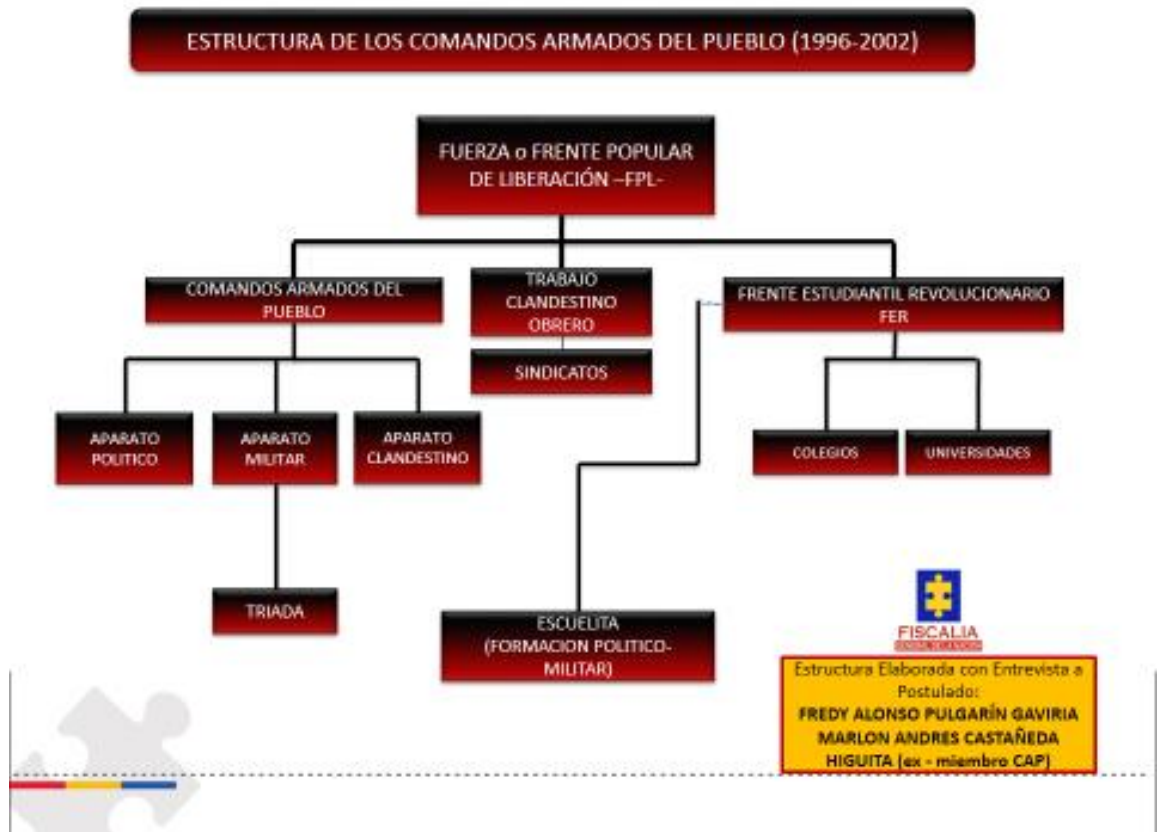 ESTRUCTURA DE LOS COMANDOS ARMADOS DEL PUEBLO (1996-2002)
FUERZA o FRENTE POPULAR
DE LIBERACIÓN –FPL-
COMANDOS ARMADOS DEL
PUEBLO
TRABAJO
CLANDESTINO
OBRERO
FRENTE ESTUDIANTIL REVOLUCIONARIO
FER
SINDICATOS
APARATO
POLITICO
APARATO
MILITAR
APARATO
CLANDESTINO
COLEGIOS
UNIVERSIDADES
TRIADA
ESCUELITA
(FORMACION POLITICO-
MILITAR)
FISCALIA
Estructura Elaborada con Entrevista a
Postulado:
FREDY ALONSO PULGARÍN GAVIRIA
MARLON ANDRES CASTAÑEDA
HIGUITA (ex - miembro CAP)